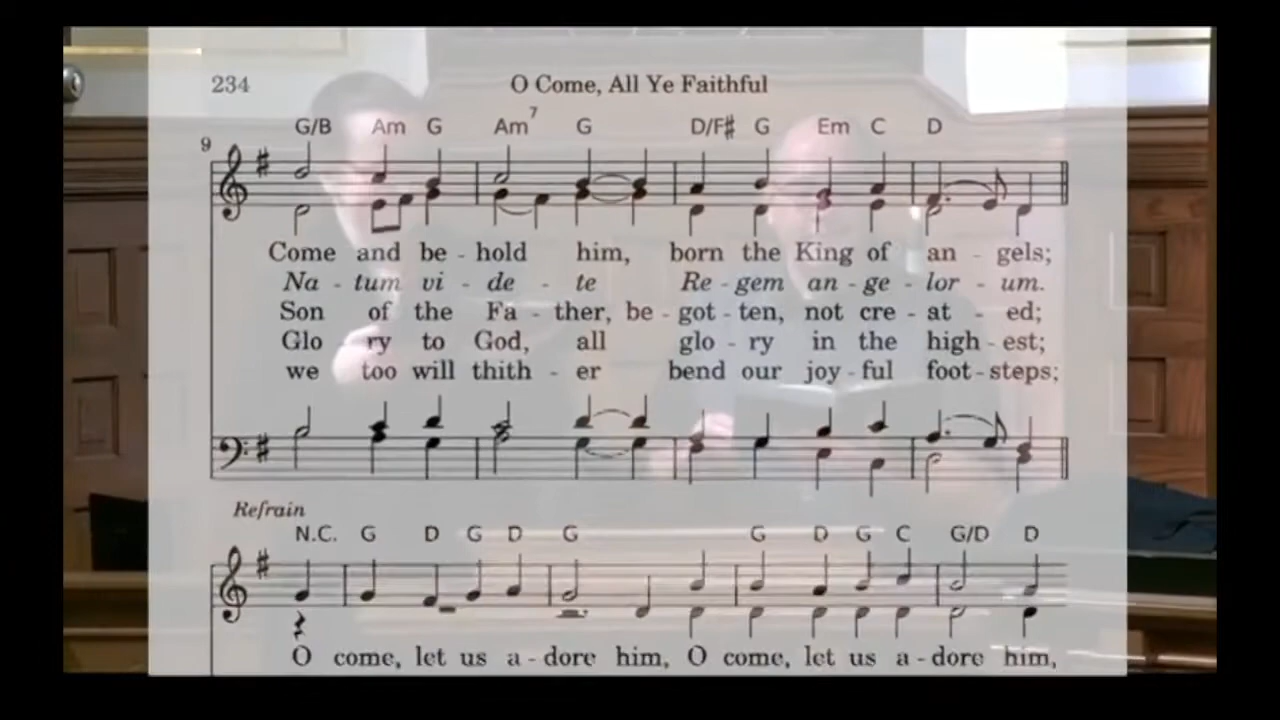 234 O Come, All Ye Faithful
G/B Am G Am7 G D/F♯ G Em C D
9
Come and be - hold him, born the King of an - gels;
Na - tum vi - de - te Re - gem an - ge - lor - um.
Son of the Fa - ther, be - got - ten, not cre - at - ed;
Glo - ry to God, all glo - ry in the high - est;
we too will thith - er bend our joy - ful foot - steps;
Refrain
N.C. G D G D G G D G C G/D D
O come, let us a - dore him, O come, let us a - dore him,